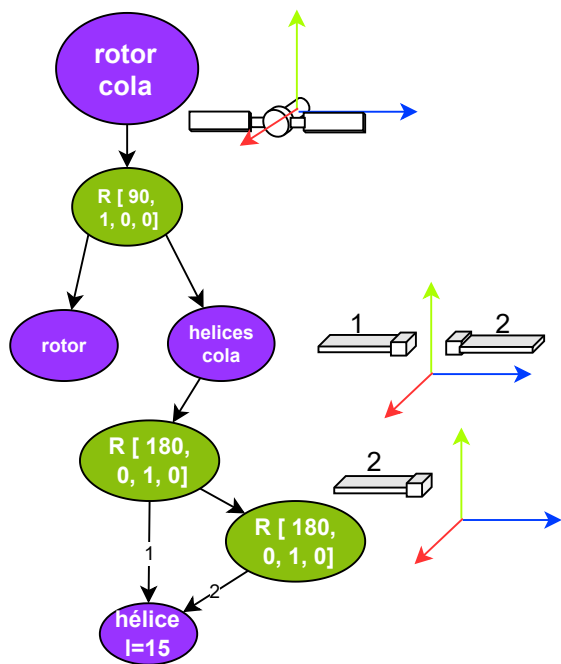 rotor
cola
R [ 90,
1, 0, 0]
rotor
helices
cola
1
2
R [ 180,
0, 1, 0]
2
R [ 180,
0, 1, 0]
1
2
hélice
l=15